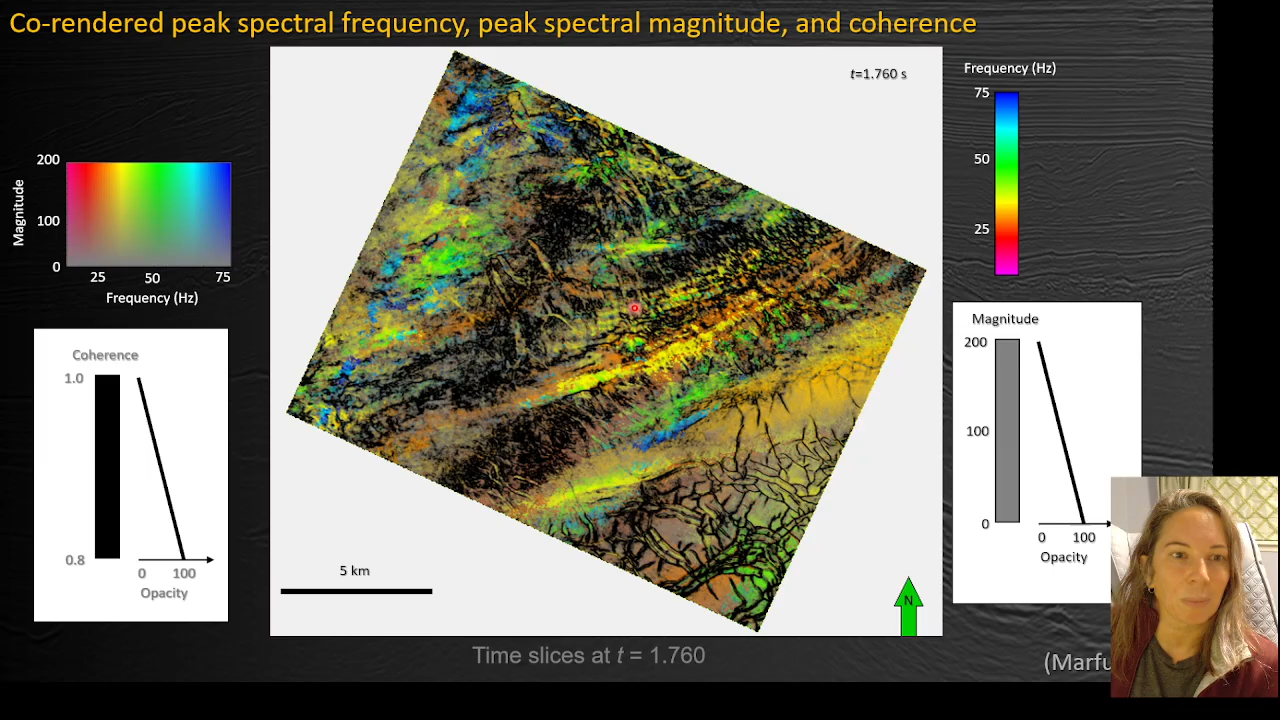 Co-rendered peak spectral frequency, peak spectral magnitude, and coherence
t=1.760 s
Frequency (Hz)
75
50
25
200
100
0
Magnitude
25 50 75
Frequency (Hz)
Coherence
1.0
0.8
0 100
Opacity
5 km
N
Magnitude
200
100
0
0 100
Opacity
Time slices at t = 1.760
(Marfu